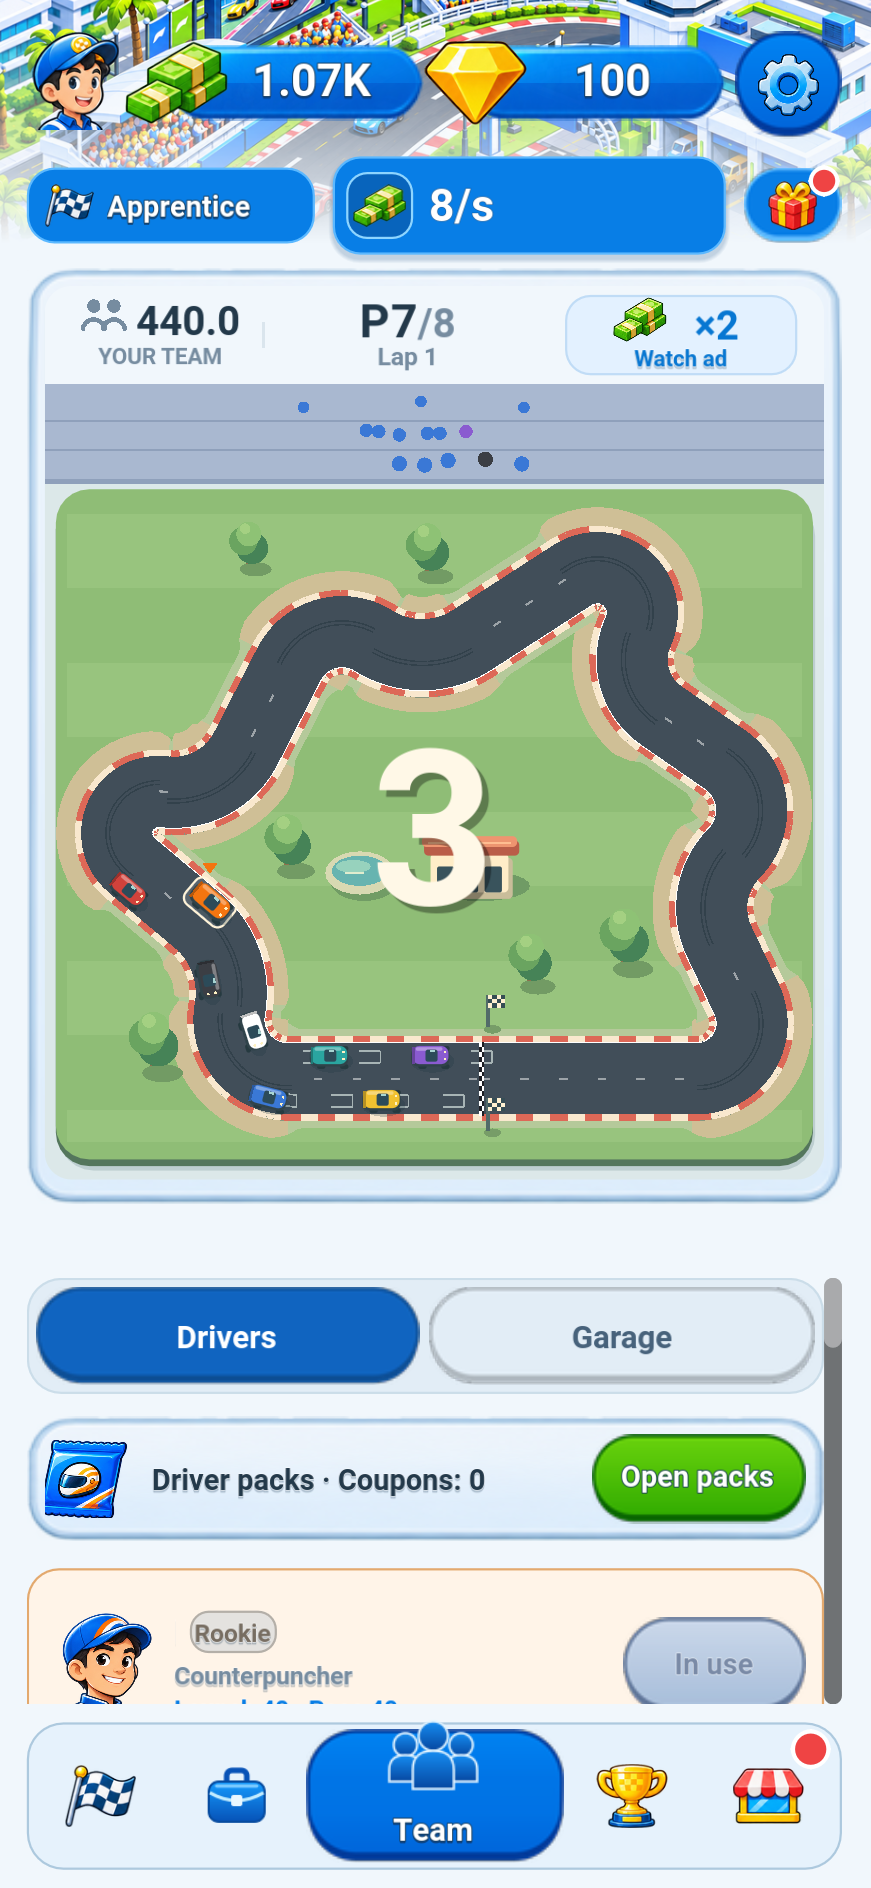 1.07K
100
Apprentice
8/s
440.0
YOUR TEAM
P7/8
Lap 1
×2
Watch ad
3
Drivers
Garage
Driver packs · Coupons: 0
Open packs
Rookie
Counterpuncher
In use
Team